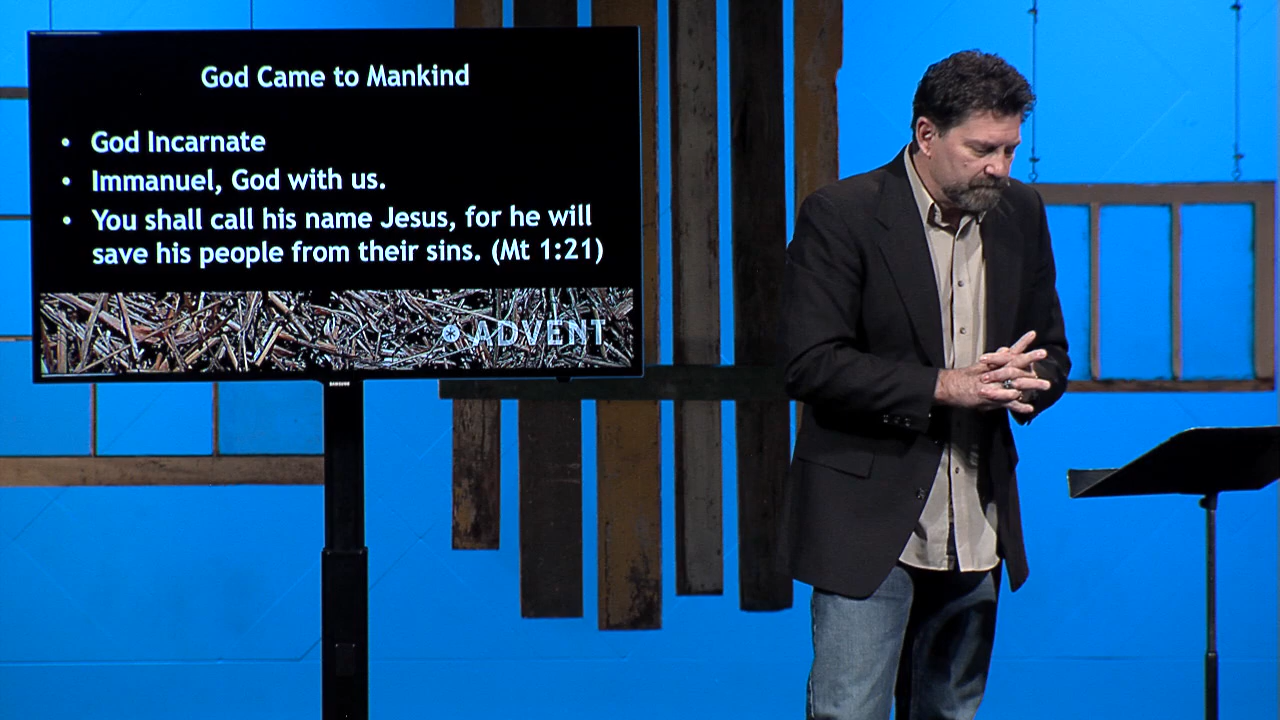 God Came to Mankind
• God Incarnate
• Immanuel, God with us.
• You shall call his name Jesus, for he will
save his people from their sins. (Mt 1:21)
ADVENT
SAMSUNG